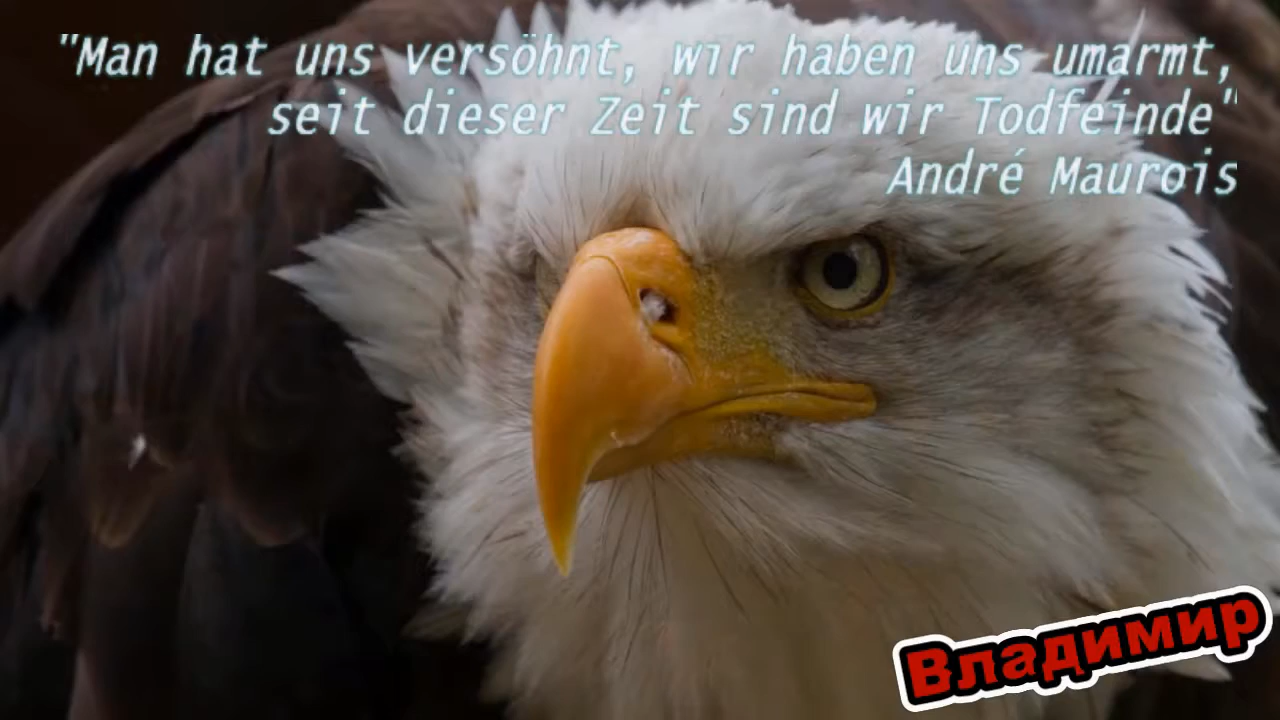 "Man hat uns versöhnt, wir haben uns umarmt,
seit dieser Zeit sind wir Todfeinde"
André Maurois
Владимир